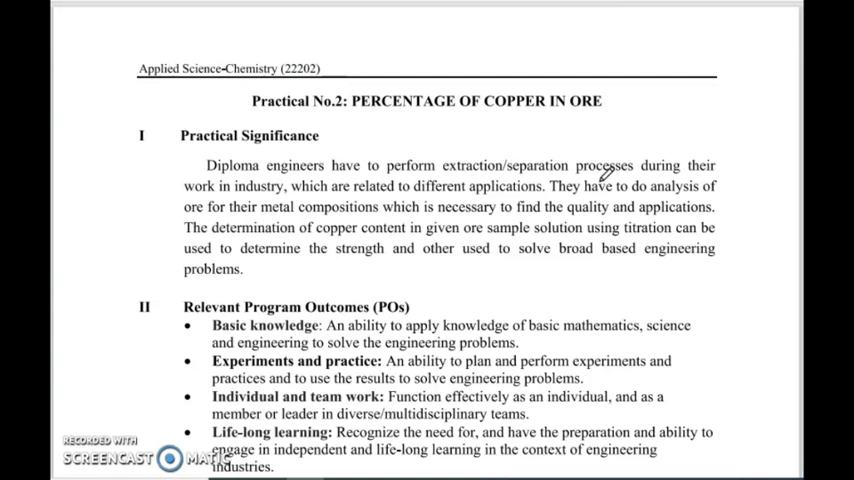 Applied Science-Chemistry (22202)
Practical No.2: PERCENTAGE OF COPPER IN ORE
I Practical Significance
Diploma engineers have to perform extraction/separation processes during their
work in industry, which are related to different applications. They have to do analysis of
ore for their metal compositions which is necessary to find the quality and applications.
The determination of copper content in given ore sample solution using titration can be
used to determine the strength and other used to solve broad based engineering
problems.
II Relevant Program Outcomes (POs)
• Basic knowledge: An ability to apply knowledge of basic mathematics, science
and engineering to solve the engineering problems.
• Experiments and practice: An ability to plan and perform experiments and
practices and to use the results to solve engineering problems.
• Individual and team work: Function effectively as an individual, and as a
member or leader in diverse/multidisciplinary teams.
• Life-long learning: Recognize the need for, and have the preparation and ability to
engage in independent and life-long learning in the context of engineering
industries.
RECORDED WITH
SCREENCAST MATIC